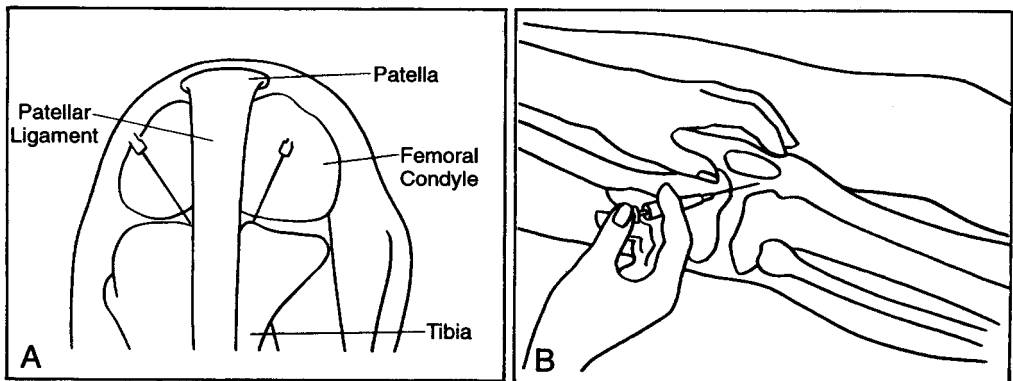 Patella
Patellar
Ligament
Femoral
Condyle
Tibia
A
B